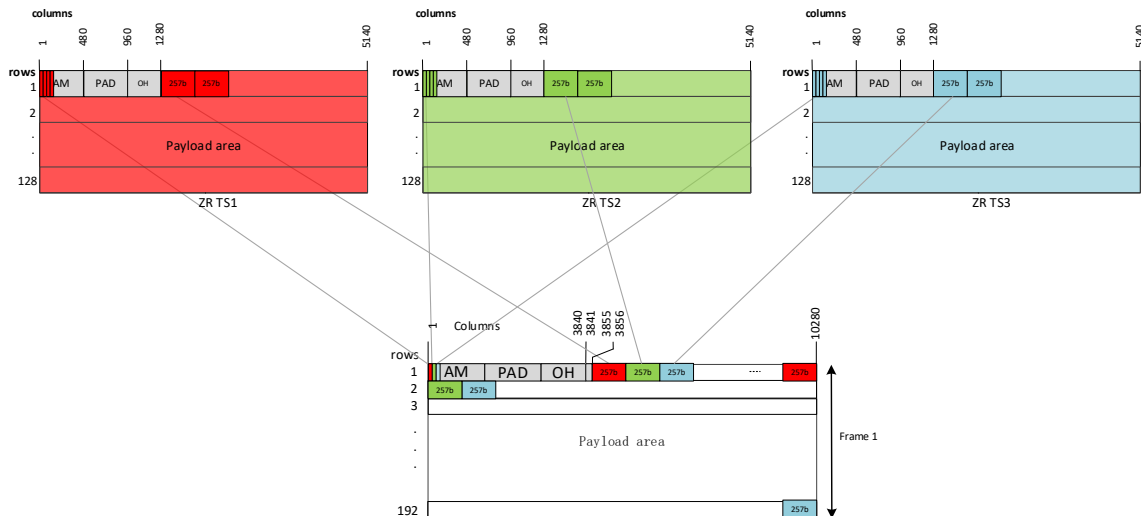 columns
columns
columns
1 480 960 1280 5140
1 480 960 1280 5140
1 480 960 1280 5140
rows
rows
rows
1 AM PAD OH 257b 257b
1 AM PAD OH 257b 257b
1 AM PAD OH 257b 257b
2
2
2
. Payload area
. Payload area
. Payload area
.
.
.
128
128
128
ZR TS1
ZR TS2
ZR TS3
1 Columns 3840 3841 3855 3856 10280
rows
1 AM PAD OH 257b 257b 257b .... 257b
2 257b 257b
3
. Payload area
.
.
Frame 1
192 257b